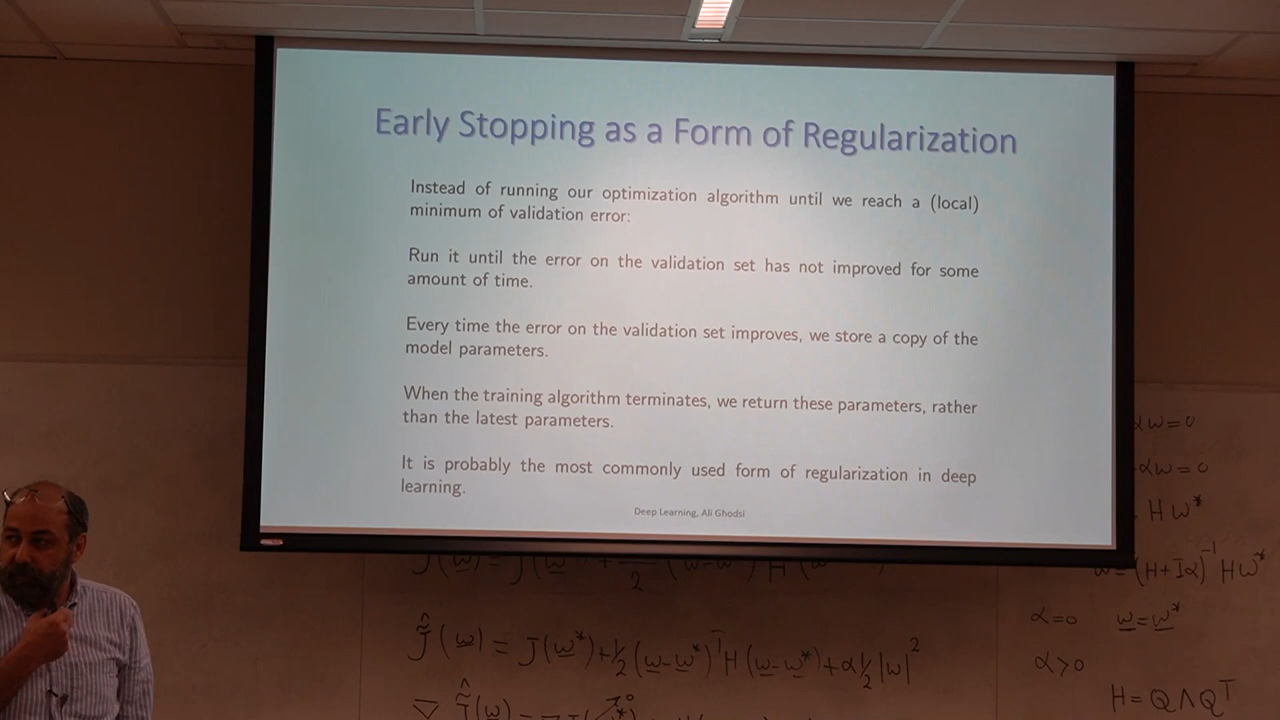 Early Stopping as a Form of Regularization
Instead of running our optimization algorithm until we reach a (local)
minimum of validation error:
Run it until the error on the validation set has not improved for some
amount of time.
Every time the error on the validation set improves, we store a copy of the
model parameters.
When the training algorithm terminates, we return these parameters, rather
than the latest parameters.
It is probably the most commonly used form of regularization in deep
learning.
Deep Learning, Ali Ghodsi
αw=0
αw=0
Hw*
w=(H+Iα)⁻¹Hw*
α=0 w=w*
α>0
H=QΛQᵀ
J̃̂(w)=J(w*)+½(w-w*)ᵀH(w-w*)+α½|w|²